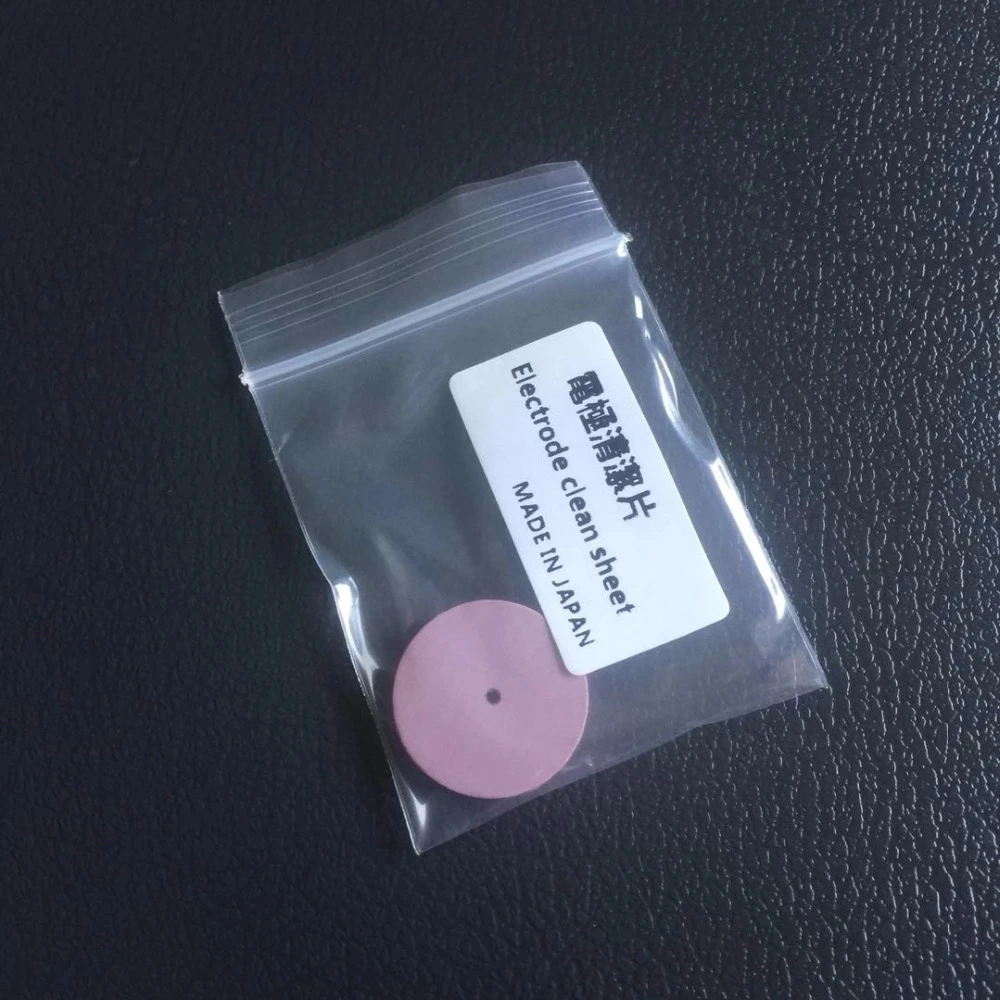 電極清潔片
Electrode clean sheet
MADE IN JAPAN